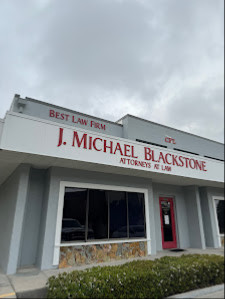 BEST LAW FIRM
J. MICHAEL BLACKSTONE
ATTORNEYS AT LAW